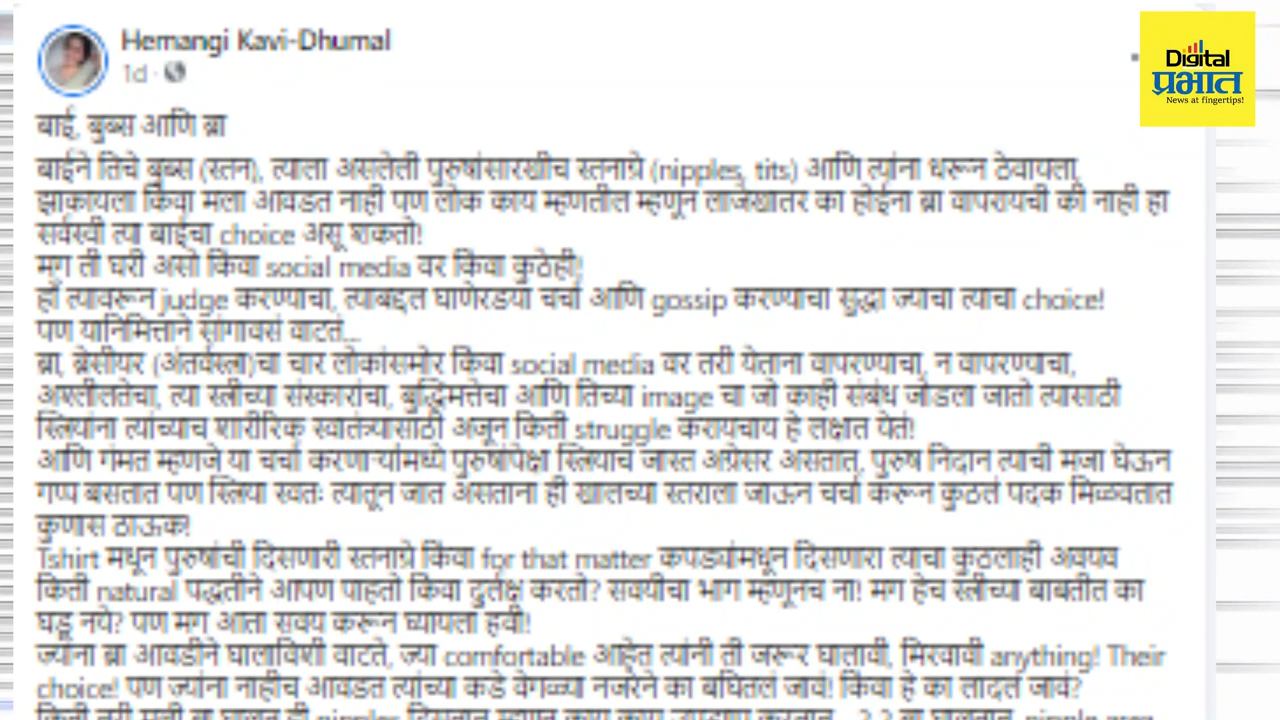 Hemangi Kavi-Dhumal
1d ·
Digital
प्रभात
News at fingertips!
बाई, बुब्स आणि ब्रा
बाईने तिचे बुब्स (स्तन), त्याला असलेली पुरुषांसारखीच स्तनाग्रे (nipples, tits) आणि त्यांना धरून ठेवायला,
झाकायला किंवा मला आवडत नाही पण लोक काय म्हणतील म्हणून लाजेखातर का होईना ब्रा वापरायची की नाही हा
सर्वस्वी त्या बाईचा choice असू शकतो!
मग ती घरी असो किंवा social media वर किंवा कुठेही!
हां त्यावरून judge करण्याचा, त्याबद्दल घाणेरड्या चर्चा आणि gossip करण्याचा सुद्धा ज्याचा त्याचा choice!
पण यानिमित्ताने सांगावसं वाटतं...
ब्रा, ब्रेसीयर (अंतर्वस्त्रा)चा चार लोकांसमोर किंवा social media वर तरी येताना वापरण्याचा, न वापरण्याचा,
अश्लीलतेचा, त्या स्त्रीच्या संस्कारांचा, बुद्धिमत्तेचा आणि तिच्या image चा जो काही संबंध जोडला जातो त्यासाठी
स्त्रियांना त्यांच्याच शारीरिक स्वातंत्र्यासाठी अजून किती struggle करायचाय हे लक्षात येतं!
आणि गंमत म्हणजे या चर्चा करणाऱ्यांमध्ये पुरुषांपेक्षा स्त्रियाच जास्त अग्रेसर असतात, पुरुष निदान त्याची मजा घेऊन
गप्प बसतात पण स्त्रिया स्वतः त्यातून जात असताना ही खालच्या स्तराला जाऊन चर्चा करून कुठलं पदक मिळवतात
कुणास ठाऊक!
Tshirt मधून पुरुषांची दिसणारी स्तनाग्रे किंवा for that matter कपड्यांमधून दिसणारा त्याचा कुठलाही अवयव
किती natural पद्धतीने आपण पाहतो किंवा दुर्लक्ष करतो? सवयीचा भाग म्हणूनच ना! मग हेच स्त्रीच्या बाबतीत का
घडू नये? पण मग आता सवय करून घ्यायला हवी!
ज्यांना ब्रा आवडीने घालाविशी वाटते, ज्या comfortable आहेत त्यांनी ती जरूर घालावी, मिरवावी anything! Their
choice! पण ज्यांना नाहीच आवडत त्यांच्या कडे वेगळ्या नजरेने का बघितलं जावं! किंवा हे का लादलं जावं?